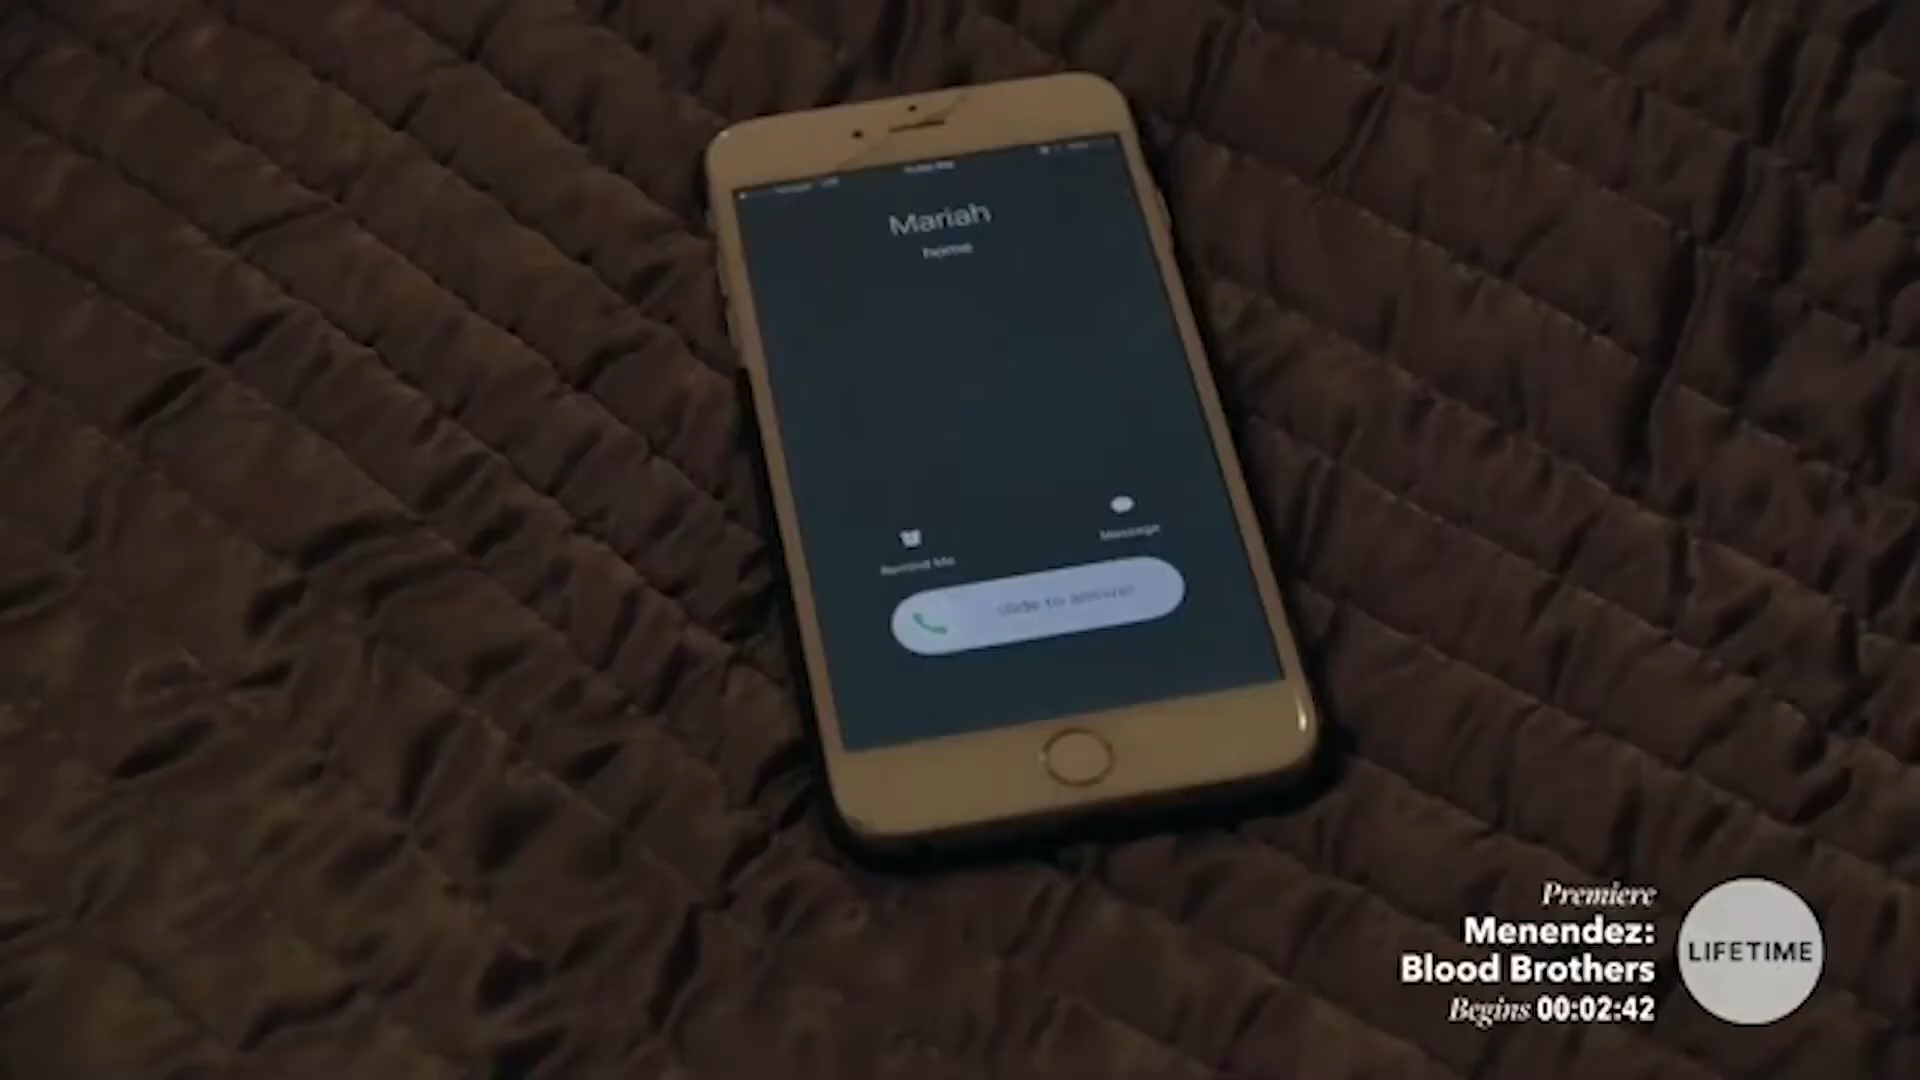 Mariah
home
Remind Me
Message
slide to answer
Premiere
Menendez:
Blood Brothers
Begins 00:02:42
LIFETIME